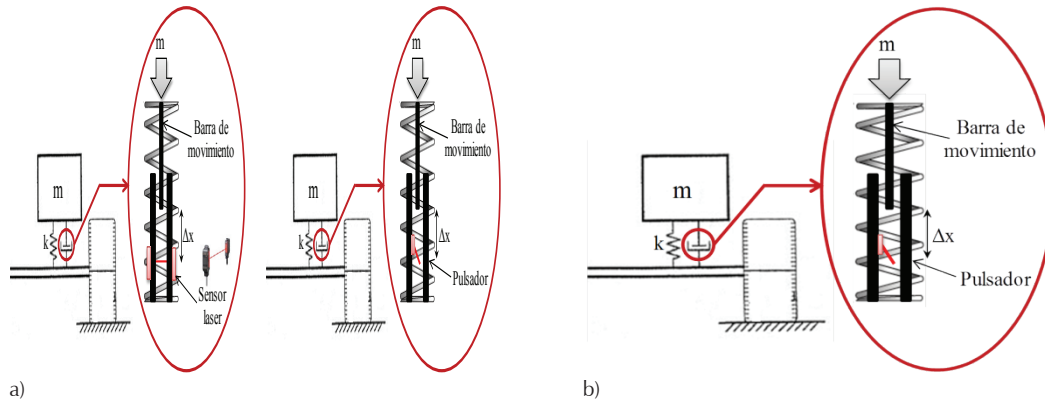 m
Barra de
movimiento
m
k
Δx
Sensor
laser
m
Barra de
movimiento
m
k
Δx
Pulsador
a)
m
Barra de
movimiento
m
k
Δx
Pulsador
b)